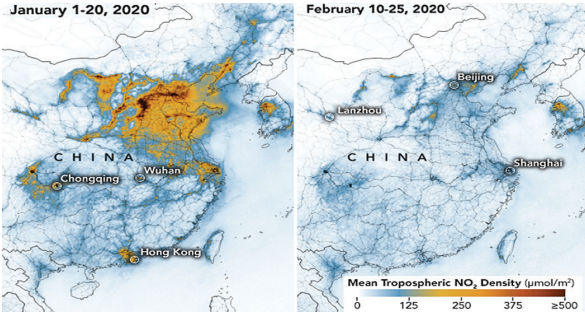 January 1-20, 2020
CHINA
Wuhan
Chongqing
Hong Kong
February 10-25, 2020
Beijing
Lanzhou
CHINA
Shanghai
Mean Tropospheric NO₂ Density (μmol/m²)
0 125 250 375 ≥500